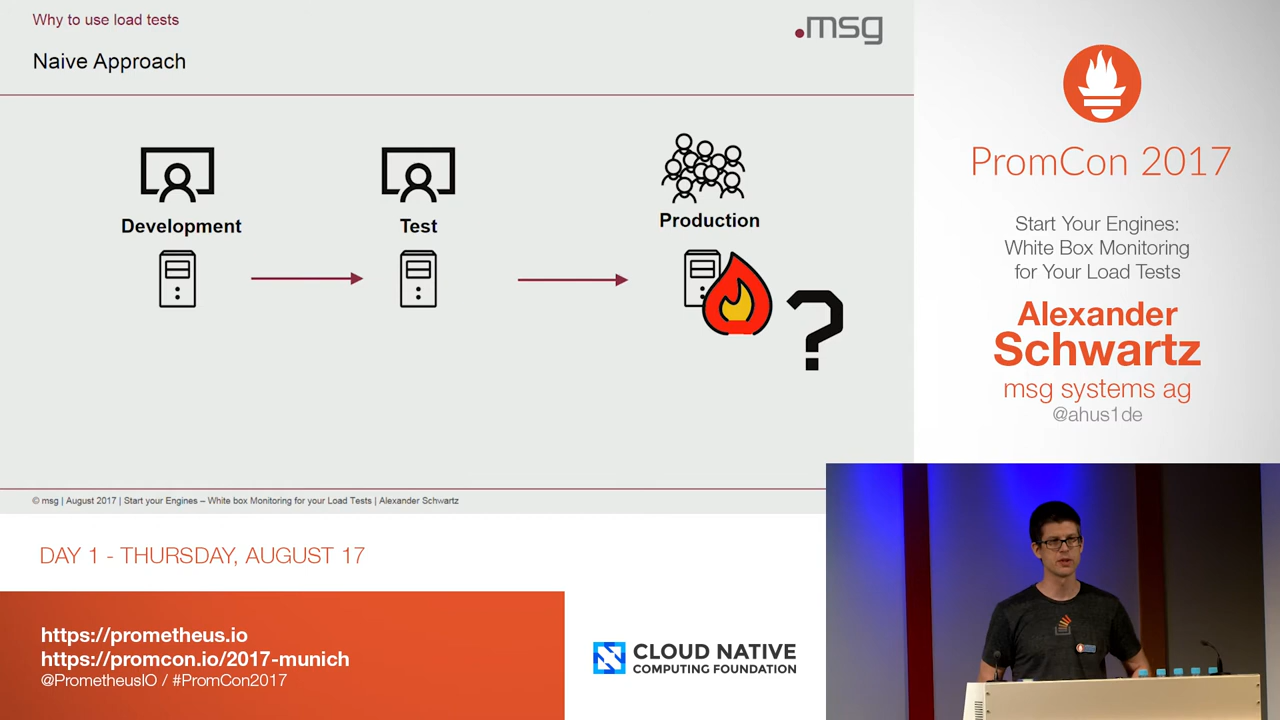 Why to use load tests
.msg
Naive Approach
Development
Test
Production
?
© msg | August 2017 | Start your Engines – White box Monitoring for your Load Tests | Alexander Schwartz
PromCon 2017
Start Your Engines:
White Box Monitoring
for Your Load Tests
Alexander
Schwartz
msg systems ag
@ahus1de
DAY 1 - THURSDAY, AUGUST 17
https://prometheus.io
https://promcon.io/2017-munich
@PrometheusIO / #PromCon2017
CLOUD NATIVE
COMPUTING FOUNDATION